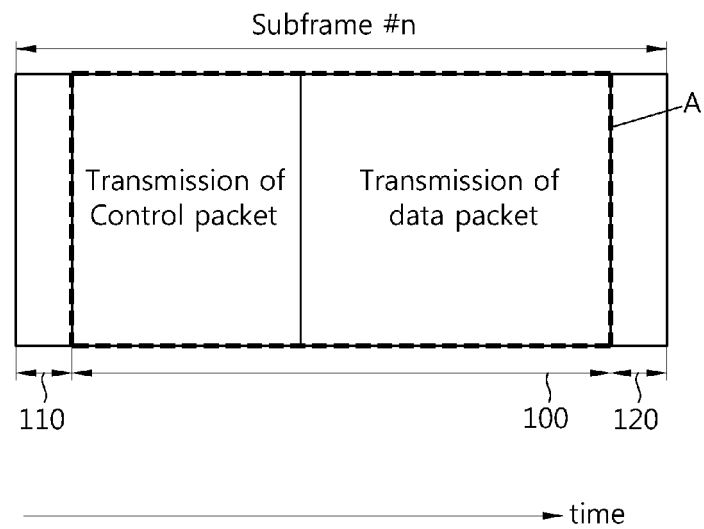 Subframe #n
A
Transmission of
Control packet
Transmission of
data packet
110
100
120
time